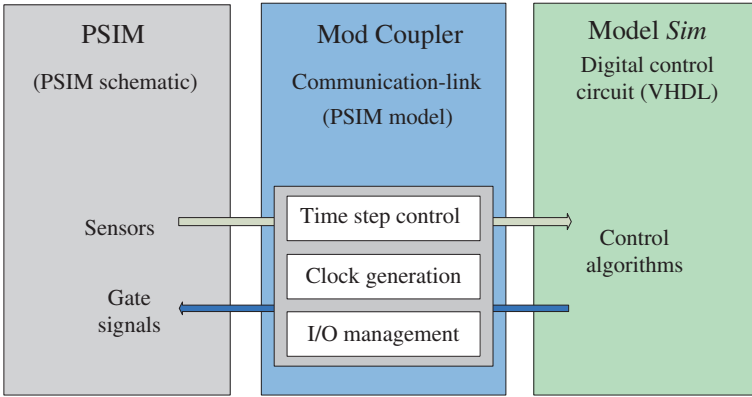 PSIM
(PSIM schematic)
Sensors
Gate
signals
Mod Coupler
Communication-link
(PSIM model)
Time step control
Clock generation
I/O management
Model Sim
Digital control
circuit (VHDL)
Control
algorithms